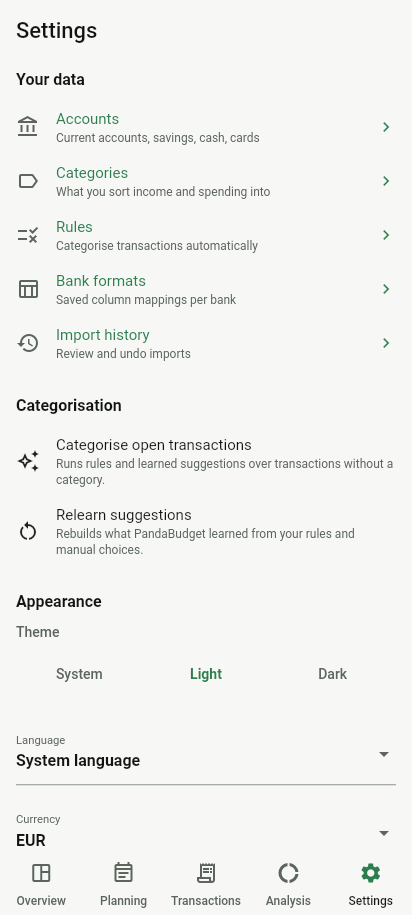 Settings
Your data
Accounts
Current accounts, savings, cash, cards
Categories
What you sort income and spending into
Rules
Categorise transactions automatically
Bank formats
Saved column mappings per bank
Import history
Review and undo imports
Categorisation
Categorise open transactions
Runs rules and learned suggestions over transactions without a
category.
Relearn suggestions
Rebuilds what PandaBudget learned from your rules and
manual choices.
Appearance
Theme
System Light Dark
Language
System language
Currency
EUR
Overview Planning Transactions Analysis Settings